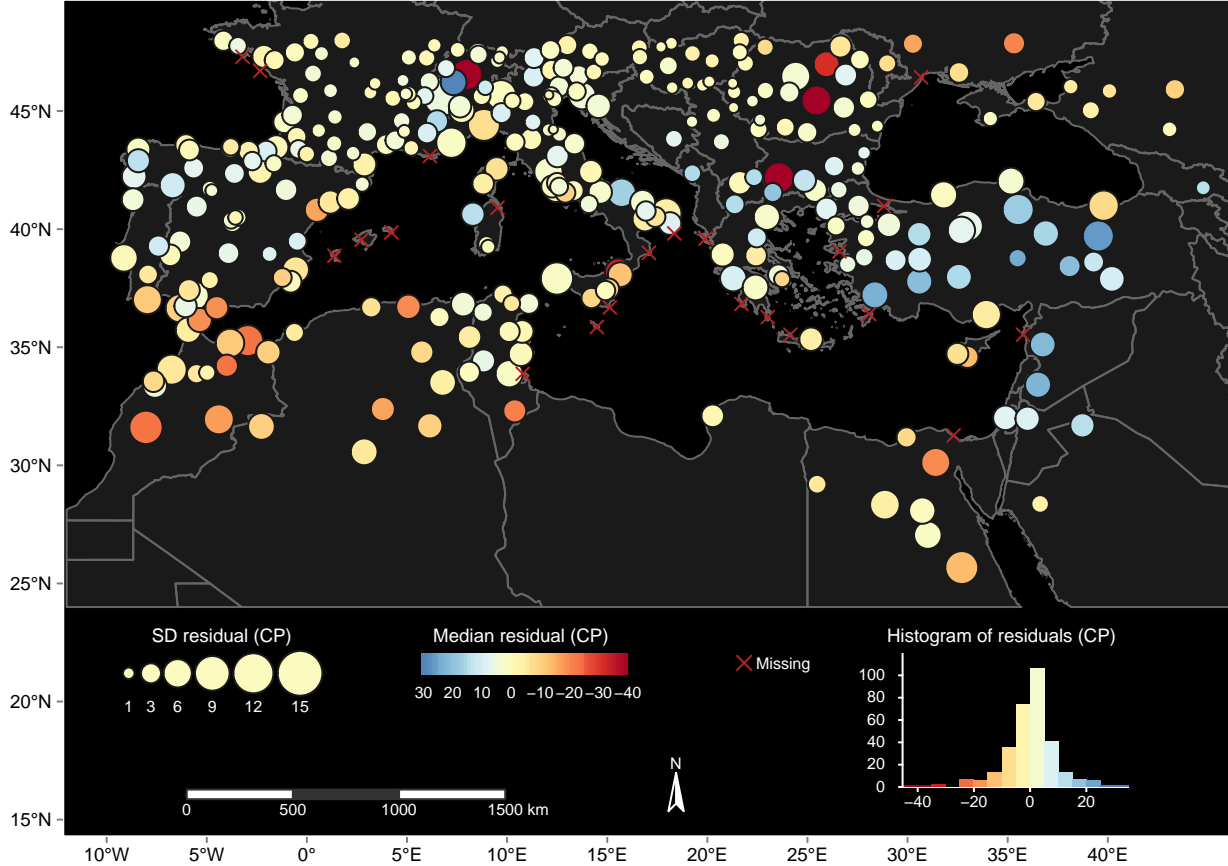 45°N
40°N
35°N
30°N
25°N
20°N
15°N
SD residual (CP)
1 3 6 9 12 15
Median residual (CP)
30 20 10 0 −10 −20 −30 −40
Missing
Histogram of residuals (CP)
100
80
60
40
20
0
−40 −20 0 20
N
0 500 1000 1500 km
10°W 5°W 0° 5°E 10°E 15°E 20°E 25°E 30°E 35°E 40°E